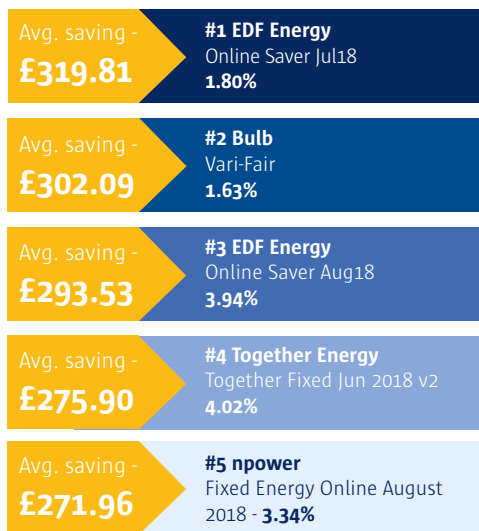 Avg. saving -
£319.81
#1 EDF Energy
Online Saver Jul18
1.80%
Avg. saving -
£302.09
#2 Bulb
Vari-Fair
1.63%
Avg. saving -
£293.53
#3 EDF Energy
Online Saver Aug18
3.94%
Avg. saving -
£275.90
#4 Together Energy
Together Fixed Jun 2018 v2
4.02%
Avg. saving -
£271.96
#5 npower
Fixed Energy Online August
2018 - 3.34%